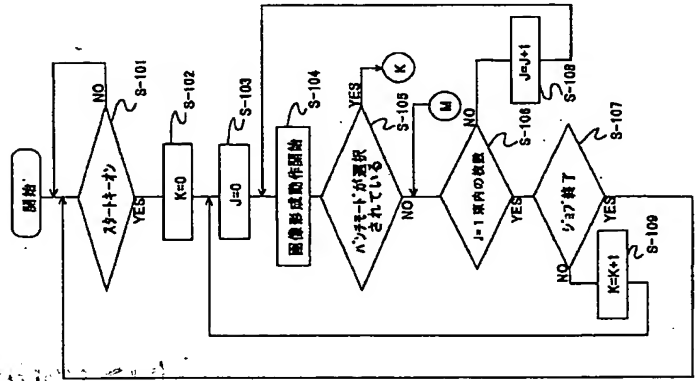 開始
スタートキーオン
NO
S-101
YES
K=0
S-102
J=0
S-103
画像形成動作開始
S-104
パンチモードが選択
されている
YES
S-105
K
NO
M
J=1束内の枚数
NO
S-106
J=J+1
S-108
YES
ジョブ終了
S-107
NO
YES
K=K+1
S-109